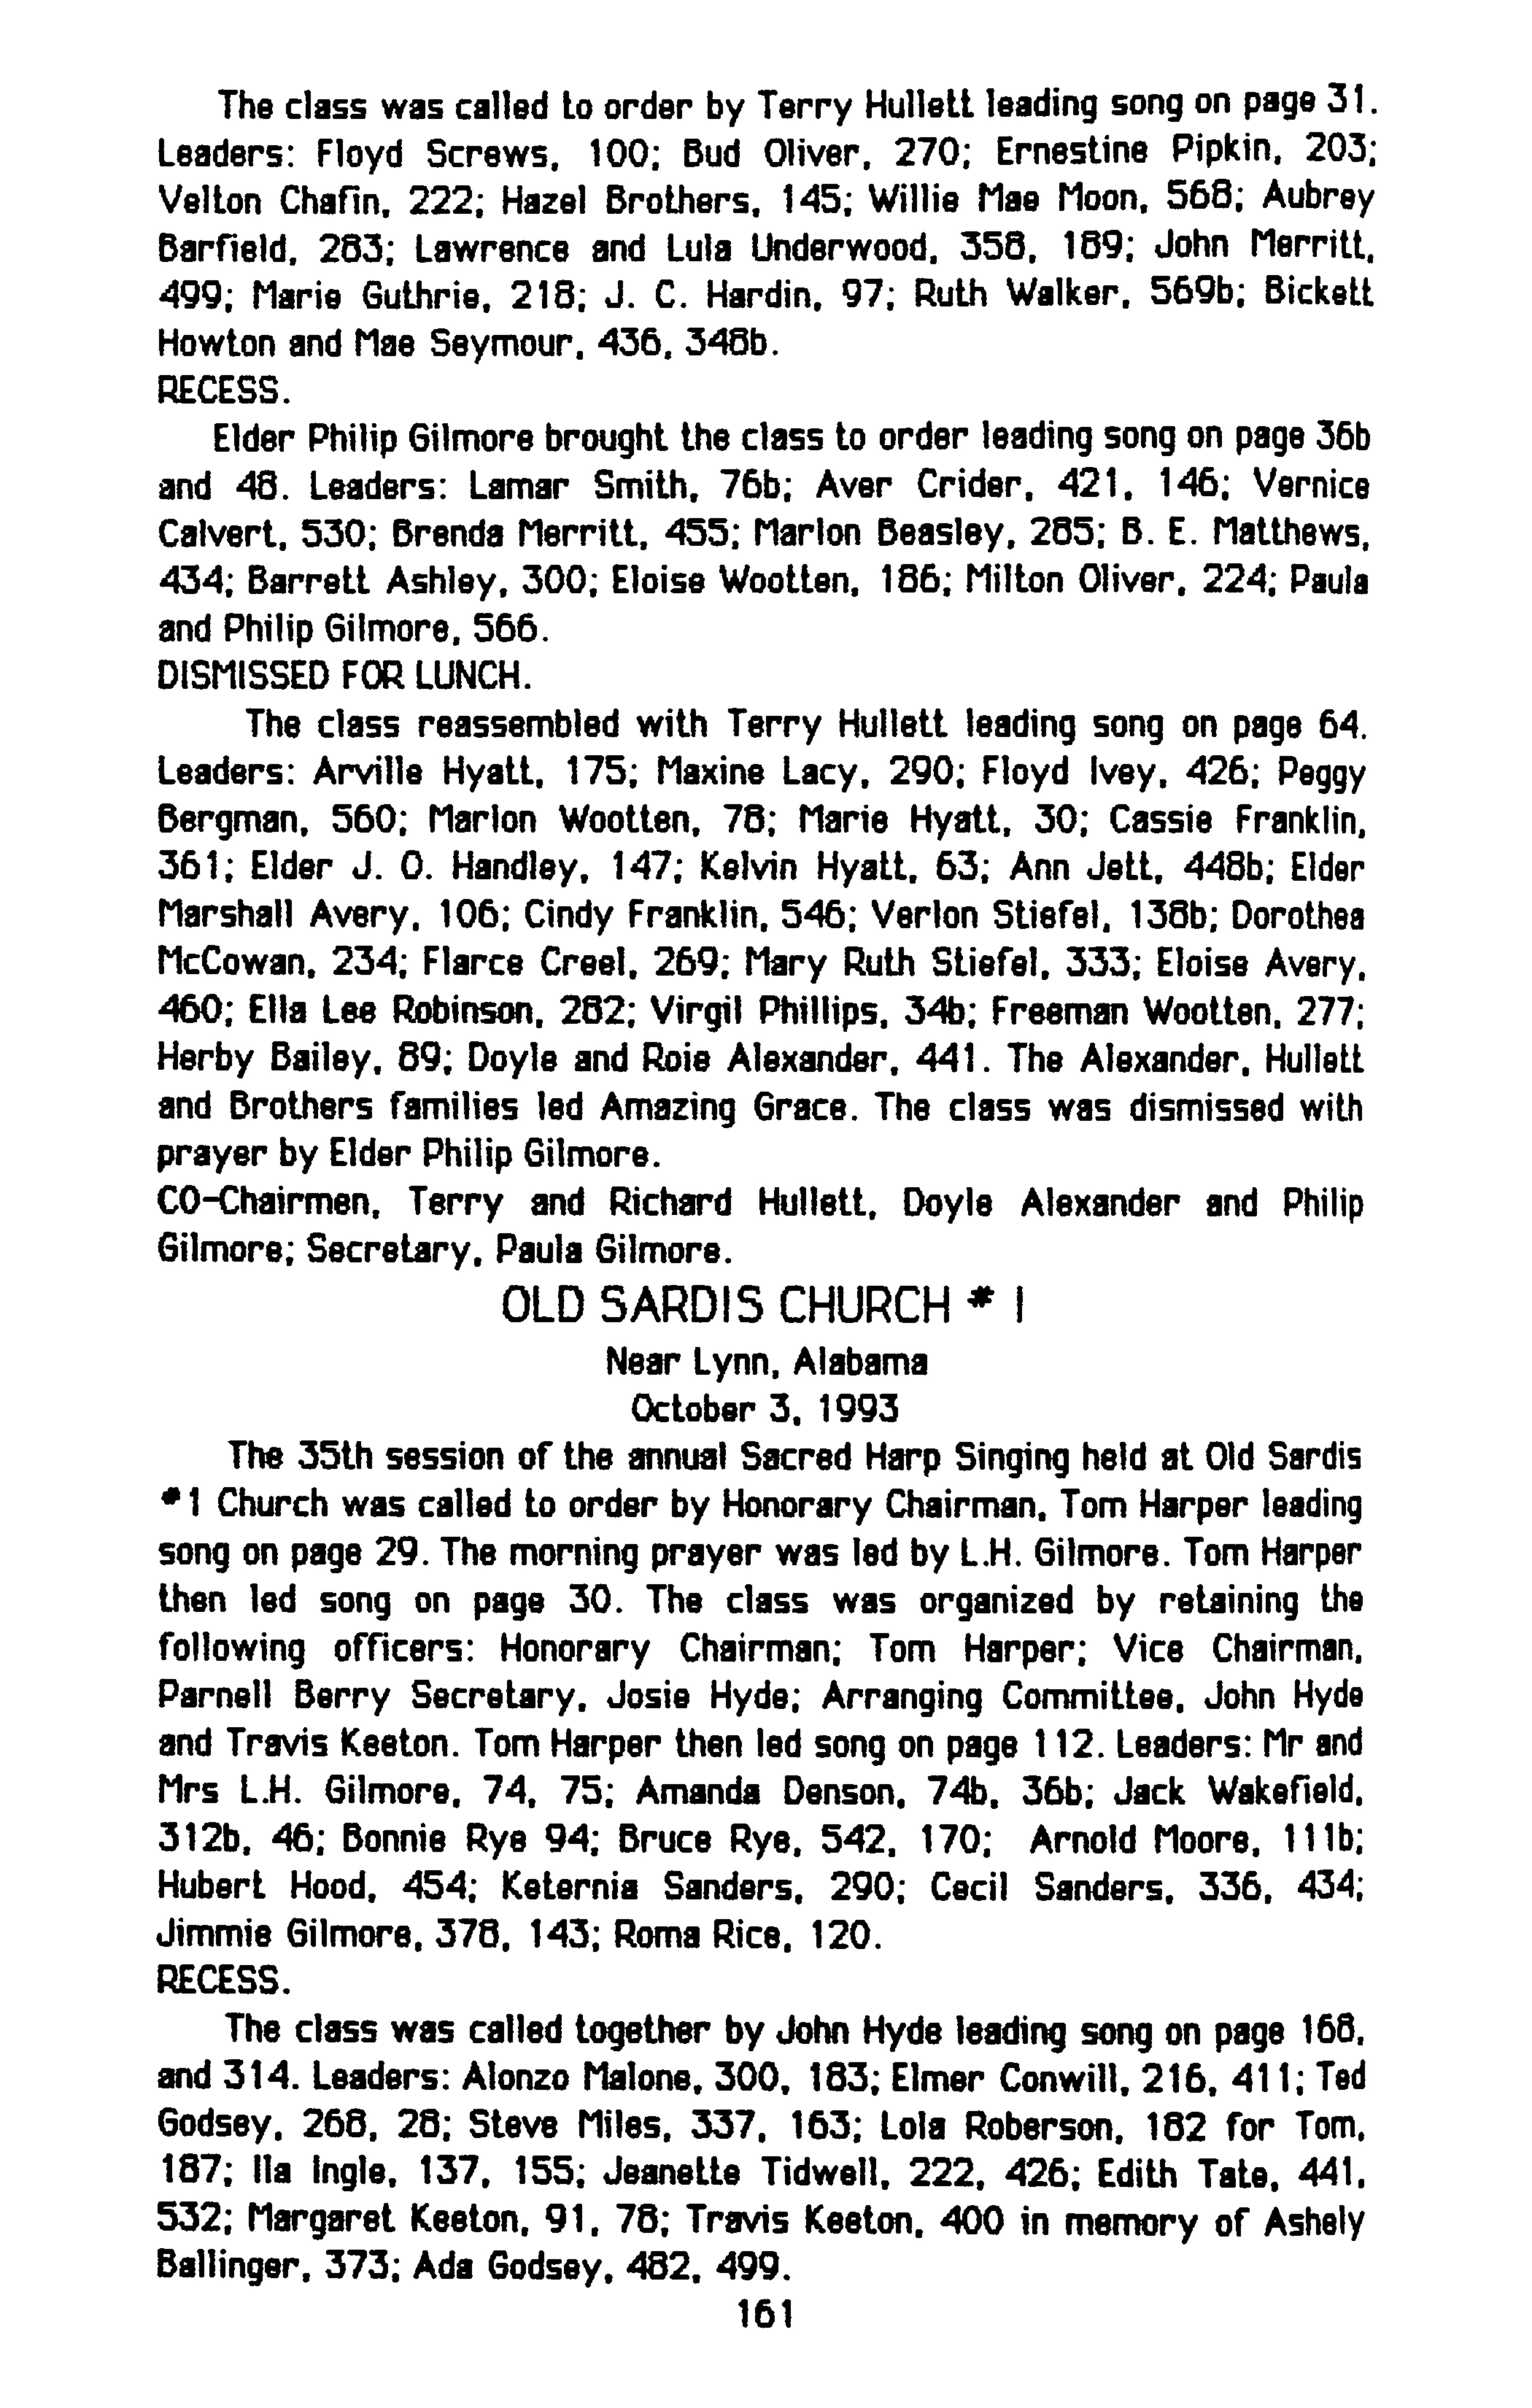 The class was called to order by Terry Hullett leading song on page 31.
Leaders: Floyd Screws, 100; Bud Oliver, 270; Ernestine Pipkin, 203;
Velton Chafin, 222; Hazel Brothers, 145; Willie Mae Moon, 568; Aubrey
Barfield, 283; Lawrence and Lula Underwood, 358, 189; John Merritt,
499; Marie Guthrie, 218; J. C. Hardin, 97; Ruth Walker, 569b; Bickett
Howton and Mae Seymour, 436, 348b.
RECESS.
Elder Philip Gilmore brought the class to order leading song on page 36b
and 48. Leaders: Lamar Smith, 76b; Aver Crider, 421, 146; Vernice
Calvert, 530; Brenda Merritt, 455; Marlon Beasley, 285; B. E. Matthews,
434; Barrett Ashley, 300; Eloise Wootten, 186; Milton Oliver, 224; Paula
and Philip Gilmore, 566.
DISMISSED FOR LUNCH.
The class reassembled with Terry Hullett leading song on page 64.
Leaders: Arville Hyatt, 175; Maxine Lacy, 290; Floyd Ivey, 426; Peggy
Bergman, 560; Marlon Wootten, 78; Marie Hyatt, 30; Cassie Franklin,
361; Elder J. O. Handley, 147; Kelvin Hyatt, 63; Ann Jett, 448b; Elder
Marshall Avery, 106; Cindy Franklin, 546; Verlon Stiefel, 138b; Dorothea
McCowan, 234; Flarce Creel, 269; Mary Ruth Stiefel, 333; Eloise Avery,
460; Ella Lee Robinson, 282; Virgil Phillips, 34b; Freeman Wootten, 277;
Herby Bailey, 89; Doyle and Roie Alexander, 441. The Alexander, Hullett
and Brothers families led Amazing Grace. The class was dismissed with
prayer by Elder Philip Gilmore.
CO-Chairmen, Terry and Richard Hullett, Doyle Alexander and Philip
Gilmore; Secretary, Paula Gilmore.
OLD SARDIS CHURCH # 1
Near Lynn, Alabama
October 3, 1993
The 35th session of the annual Sacred Harp Singing held at Old Sardis
#1 Church was called to order by Honorary Chairman, Tom Harper leading
song on page 29. The morning prayer was led by L.H. Gilmore. Tom Harper
then led song on page 30. The class was organized by retaining the
following officers: Honorary Chairman; Tom Harper; Vice Chairman,
Parnell Berry Secretary, Josie Hyde; Arranging Committee, John Hyde
and Travis Keeton. Tom Harper then led song on page 112. Leaders: Mr and
Mrs L.H. Gilmore, 74, 75; Amanda Denson, 74b, 36b; Jack Wakefield,
312b, 46; Bonnie Rye 94; Bruce Rye, 542, 170; Arnold Moore, 111b;
Hubert Hood, 454; Keternia Sanders, 290; Cecil Sanders, 336, 434;
Jimmie Gilmore, 378, 143; Roma Rice, 120.
RECESS.
The class was called together by John Hyde leading song on page 168,
and 314. Leaders: Alonzo Malone, 300, 183; Elmer Conwill, 216, 411; Ted
Godsey, 268, 28; Steve Miles, 337, 163; Lola Roberson, 182 for Tom,
187; Ila Ingle, 137, 155; Jeanette Tidwell, 222, 426; Edith Tate, 441,
532; Margaret Keeton, 91, 78; Travis Keeton, 400 in memory of Ashely
Ballinger, 373; Ada Godsey, 482, 499.
161